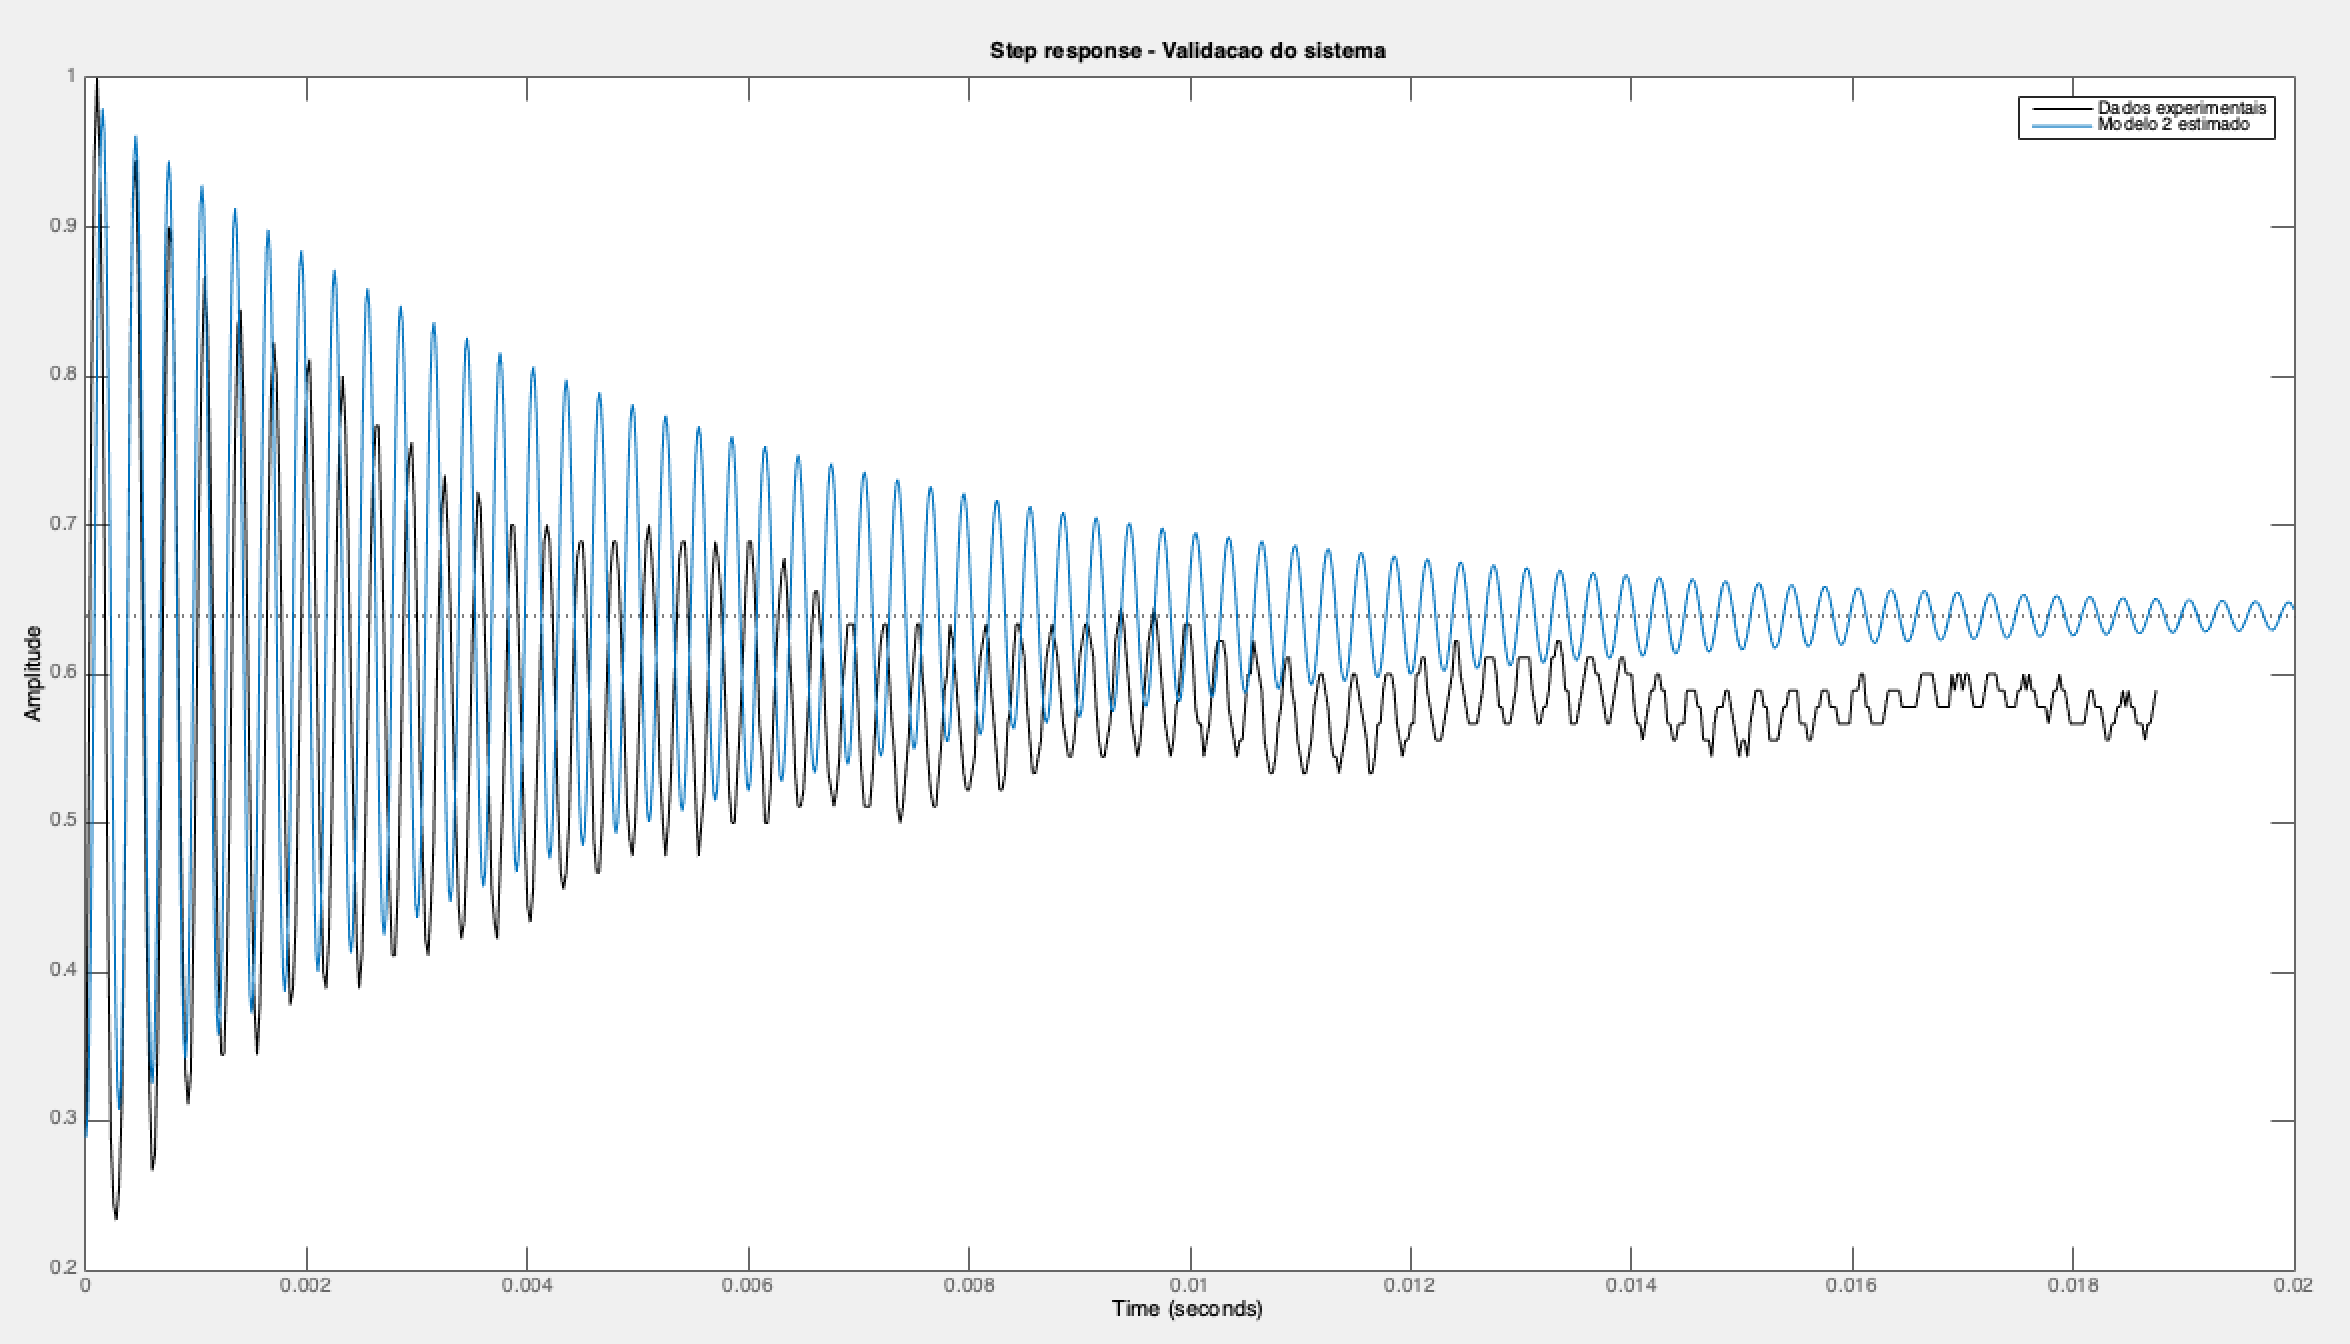 Step response - Validacao do sistema
1
0.9
0.8
0.7
0.6
0.5
0.4
0.3
0.2
Amplitude
Dados experimentais
Modelo 2 estimado
0 0.002 0.004 0.006 0.008 0.01 0.012 0.014 0.016 0.018 0.02
Time (seconds)